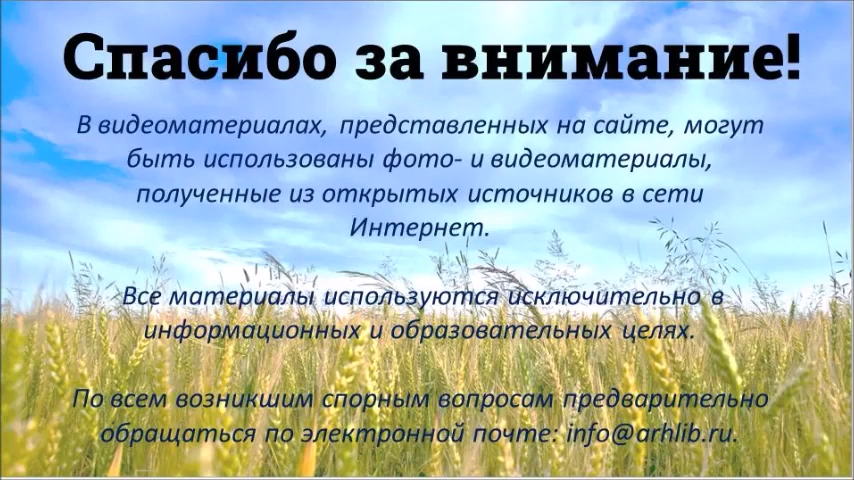 Спасибо за внимание!
В видеоматериалах, представленных на сайте, могут
быть использованы фото- и видеоматериалы,
полученные из открытых источников в сети
Интернет.
Все материалы используются исключительно в
информационных и образовательных целях.
По всем возникшим спорным вопросам предварительно
обращаться по электронной почте: info@arhlib.ru.